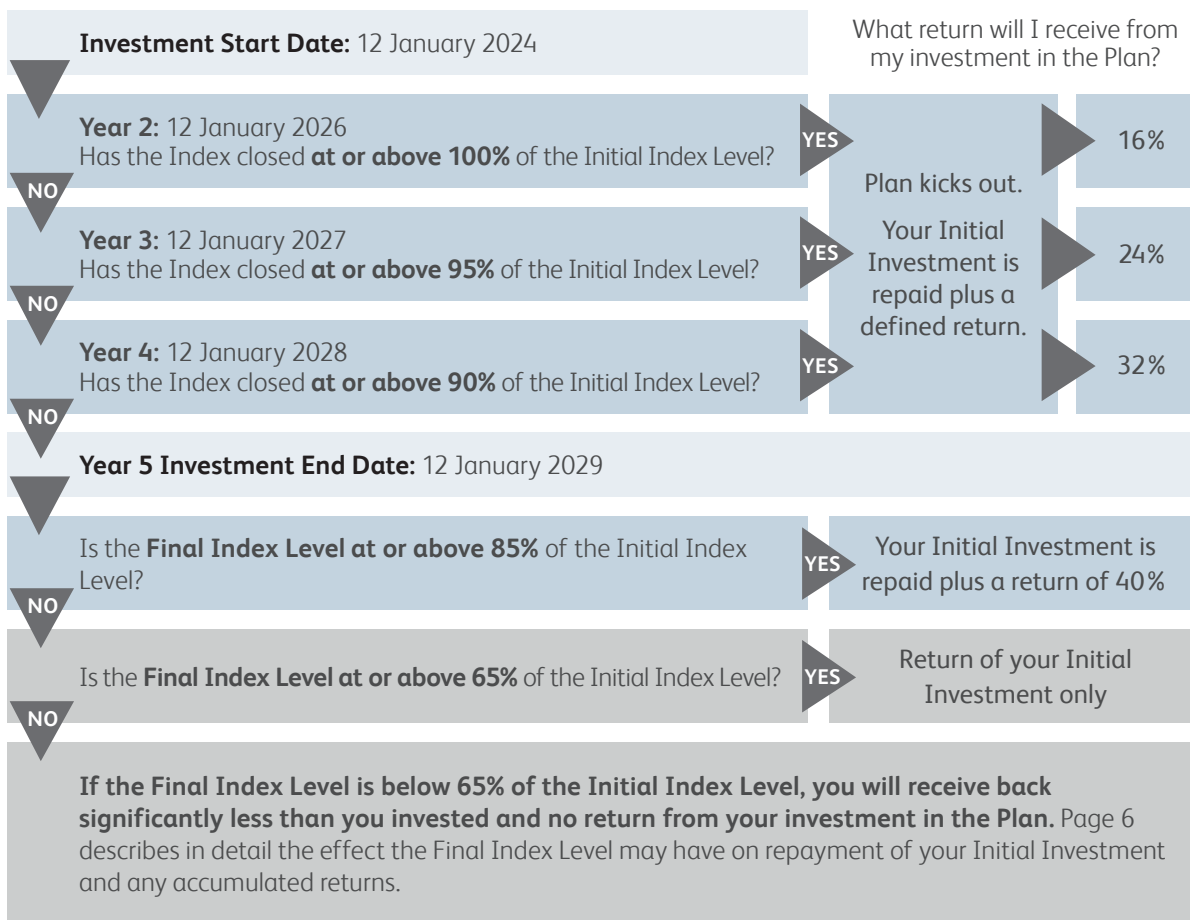 Investment Start Date: 12 January 2024
What return will I receive from
my investment in the Plan?
Year 2: 12 January 2026
Has the Index closed at or above 100% of the Initial Index Level?
YES
16%
NO
Year 3: 12 January 2027
Has the Index closed at or above 95% of the Initial Index Level?
YES
24%
NO
Year 4: 12 January 2028
Has the Index closed at or above 90% of the Initial Index Level?
YES
32%
Plan kicks out.
Your Initial
Investment is
repaid plus a
defined return.
NO
Year 5 Investment End Date: 12 January 2029
Is the Final Index Level at or above 85% of the Initial Index
Level?
YES
Your Initial Investment is
repaid plus a return of 40%
NO
Is the Final Index Level at or above 65% of the Initial Index Level?
YES
Return of your Initial
Investment only
NO
If the Final Index Level is below 65% of the Initial Index Level, you will receive back
significantly less than you invested and no return from your investment in the Plan. Page 6
describes in detail the effect the Final Index Level may have on repayment of your Initial Investment
and any accumulated returns.